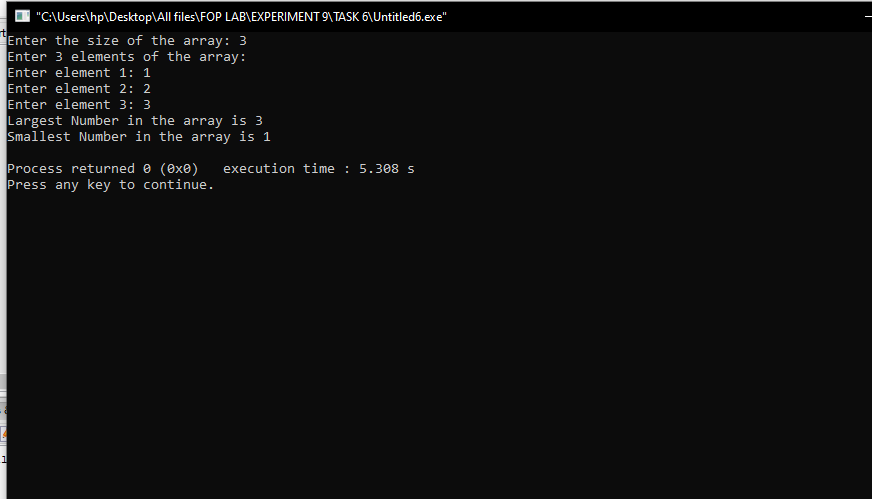 "C:\Users\hp\Desktop\All files\FOP LAB\EXPERIMENT 9\TASK 6\Untitled6.exe"
Enter the size of the array: 3
Enter 3 elements of the array:
Enter element 1: 1
Enter element 2: 2
Enter element 3: 3
Largest Number in the array is 3
Smallest Number in the array is 1
Process returned 0 (0x0)   execution time : 5.308 s
Press any key to continue.